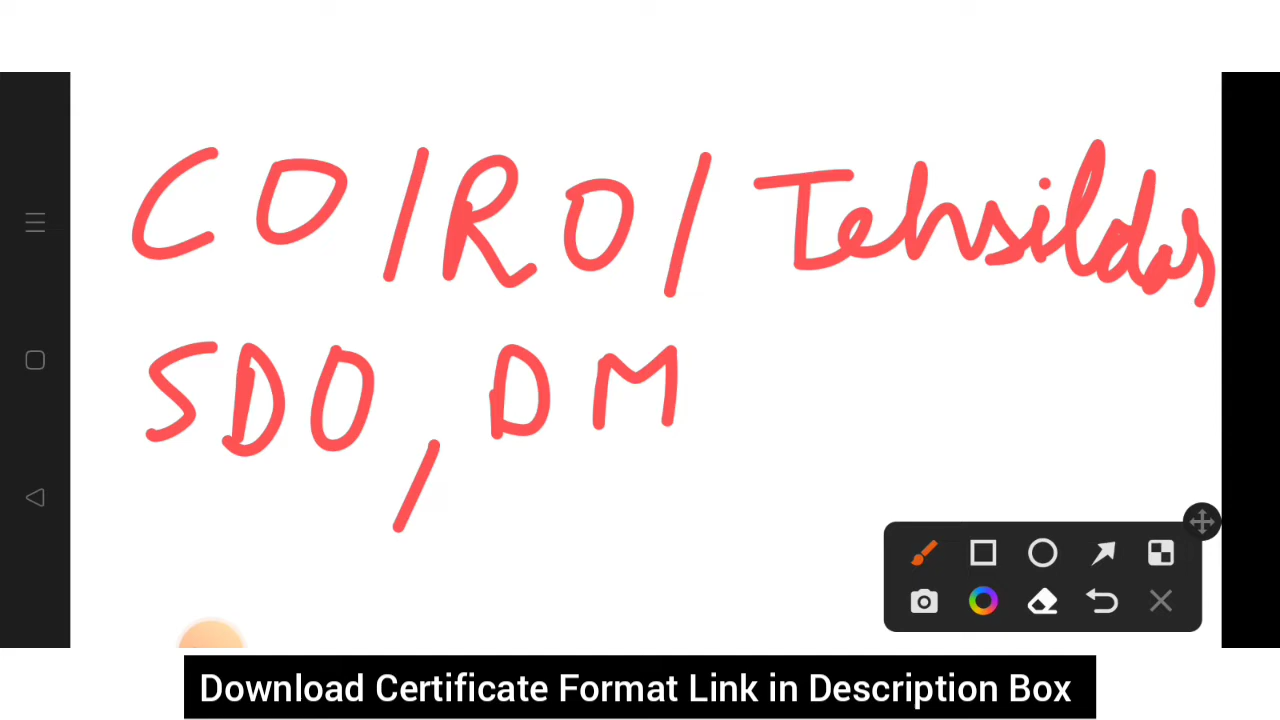 CO/RO/Tehsildar
SDO, DM
Download Certificate Format Link in Description Box